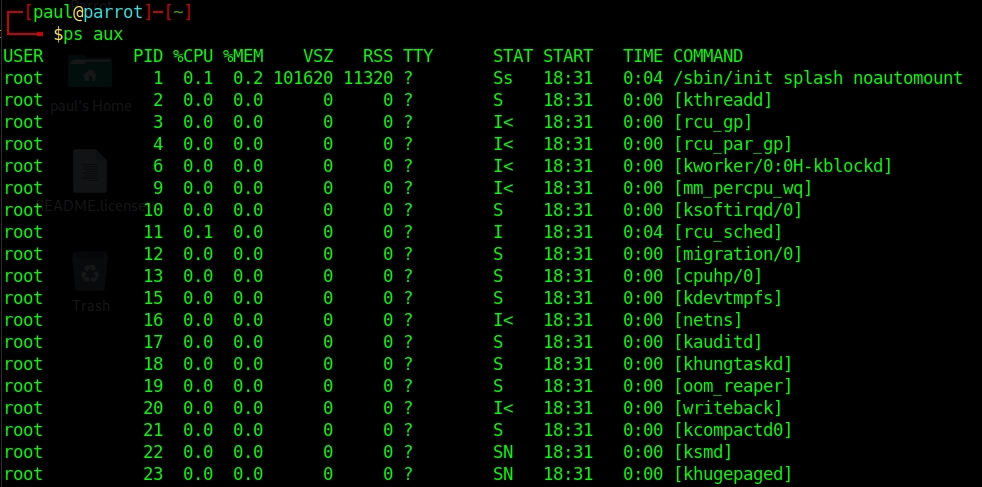 ┌─[paul@parrot]─[~]
└──╼ $ps aux
USER         PID %CPU %MEM    VSZ   RSS TTY      STAT START   TIME COMMAND
root           1  0.1  0.2 101620 11320 ?        Ss   18:31   0:04 /sbin/init splash noautomount
root           2  0.0  0.0      0     0 ?        S    18:31   0:00 [kthreadd]
paul's Home
root           3  0.0  0.0      0     0 ?        I<   18:31   0:00 [rcu_gp]
root           4  0.0  0.0      0     0 ?        I<   18:31   0:00 [rcu_par_gp]
root           6  0.0  0.0      0     0 ?        I<   18:31   0:00 [kworker/0:0H-kblockd]
root           9  0.0  0.0      0     0 ?        I<   18:31   0:00 [mm_percpu_wq]
README.license
root          10  0.0  0.0      0     0 ?        S    18:31   0:00 [ksoftirqd/0]
root          11  0.1  0.0      0     0 ?        I    18:31   0:04 [rcu_sched]
root          12  0.0  0.0      0     0 ?        S    18:31   0:00 [migration/0]
root          13  0.0  0.0      0     0 ?        S    18:31   0:00 [cpuhp/0]
root          15  0.0  0.0      0     0 ?        S    18:31   0:00 [kdevtmpfs]
Trash
root          16  0.0  0.0      0     0 ?        I<   18:31   0:00 [netns]
root          17  0.0  0.0      0     0 ?        S    18:31   0:00 [kauditd]
root          18  0.0  0.0      0     0 ?        S    18:31   0:00 [khungtaskd]
root          19  0.0  0.0      0     0 ?        S    18:31   0:00 [oom_reaper]
root          20  0.0  0.0      0     0 ?        I<   18:31   0:00 [writeback]
root          21  0.0  0.0      0     0 ?        S    18:31   0:00 [kcompactd0]
root          22  0.0  0.0      0     0 ?        SN   18:31   0:00 [ksmd]
root          23  0.0  0.0      0     0 ?        SN   18:31   0:00 [khugepaged]